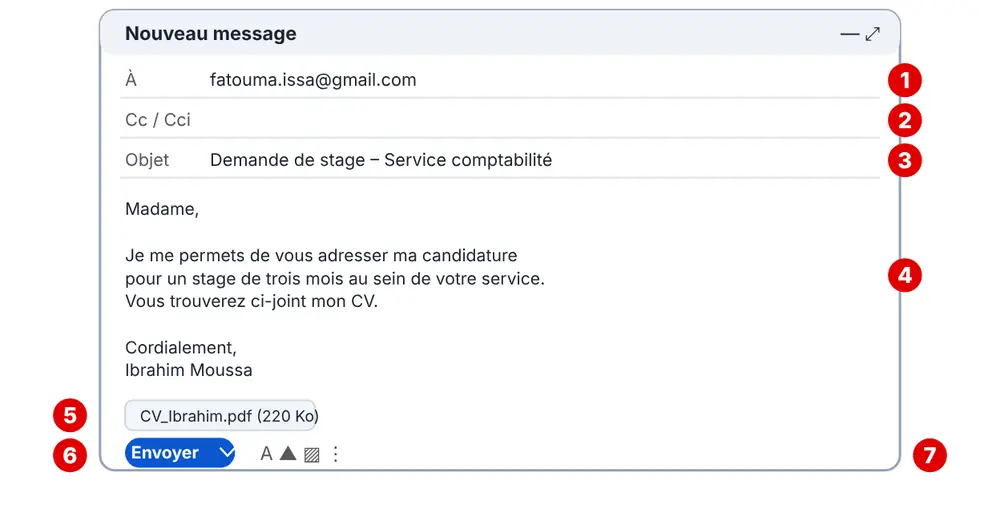 Nouveau message
À fatouma.issa@gmail.com 1
Cc / Cci 2
Objet Demande de stage – Service comptabilité 3
Madame,
Je me permets de vous adresser ma candidature
pour un stage de trois mois au sein de votre service. 4
Vous trouverez ci-joint mon CV.
Cordialement,
Ibrahim Moussa
5 CV_Ibrahim.pdf (220 Ko)
6 Envoyer A 7